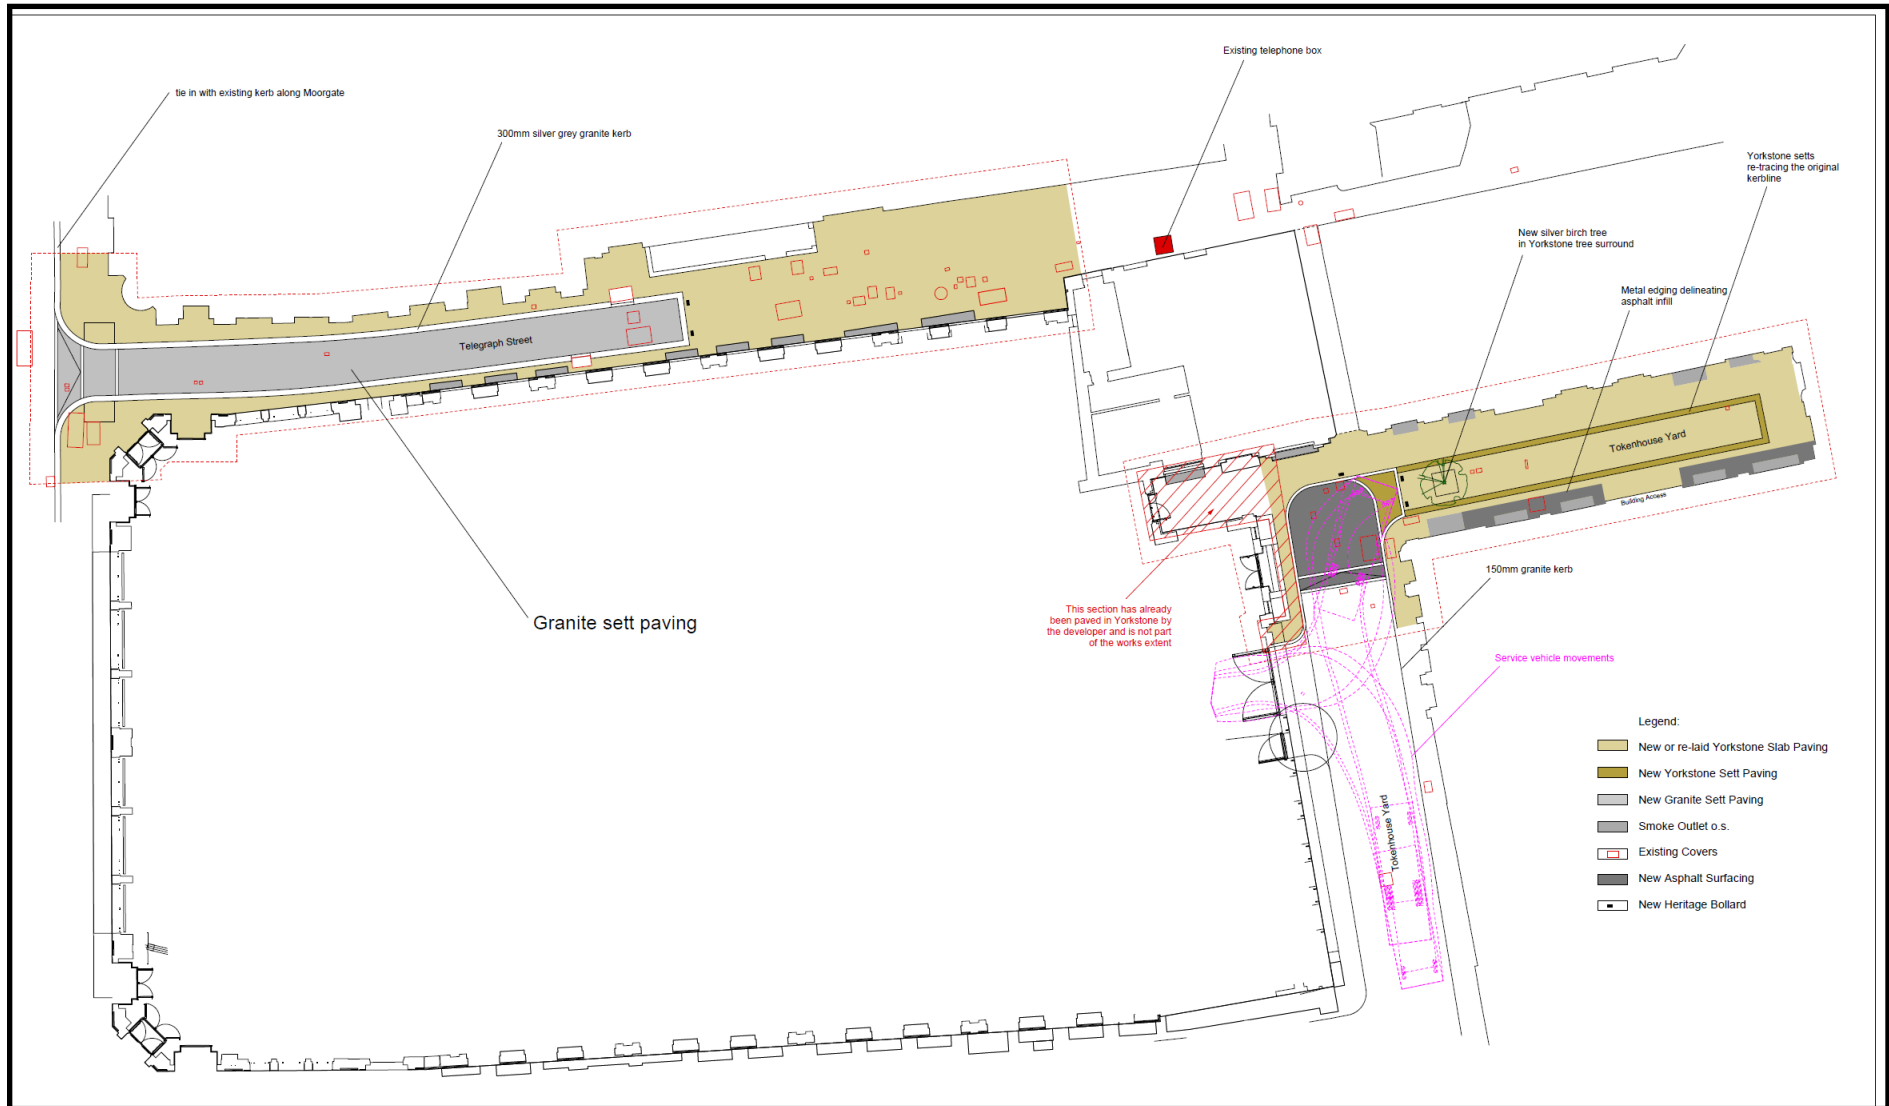 Existing telephone box
tie in with existing kerb along Moorgate
300mm silver grey granite kerb
Yorkstone setts
re-tracing the original
kerbline
New silver birch tree
in Yorkstone tree surround
Metal edging delineating
asphalt infill
Telegraph Street
Tokenhouse Yard
Building Access
150mm granite kerb
This section has already
been paved in Yorkstone by
the developer and is not part
of the works extent
Granite sett paving
Service vehicle movements
Tokenhouse Yard
Legend:
New or re-laid Yorkstone Slab Paving
New Yorkstone Sett Paving
New Granite Sett Paving
Smoke Outlet o.s.
Existing Covers
New Asphalt Surfacing
New Heritage Bollard